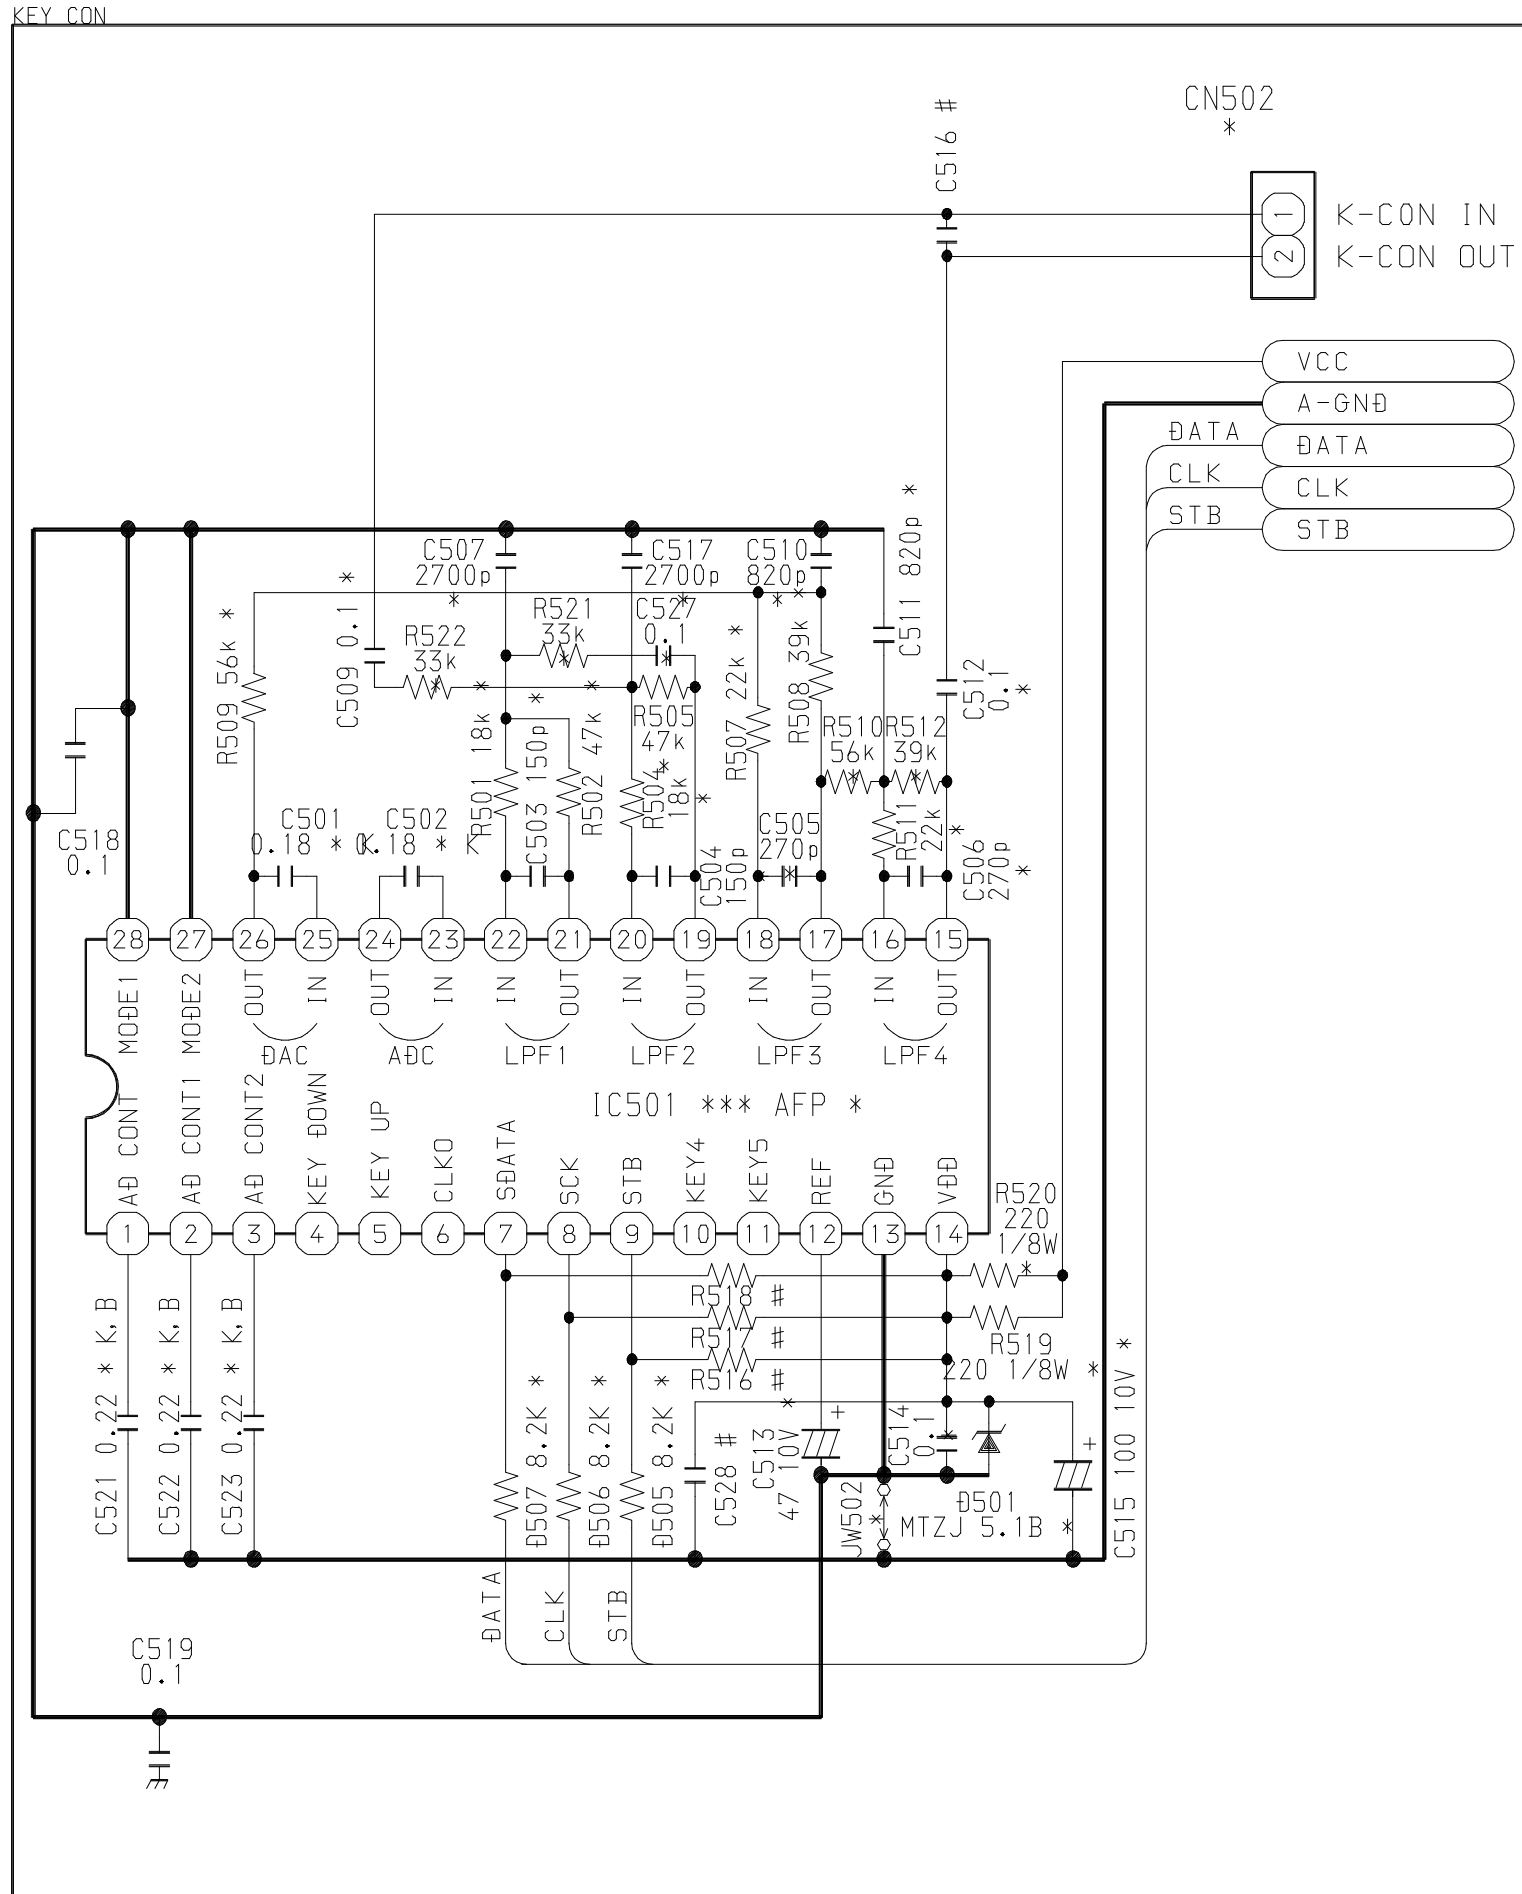 KEY CON
CN502
*
C516 #
1 K-CON IN
2 K-CON OUT
VCC
A-GND
DATA DATA
CLK CLK
STB STB
C507
2700p
*
C517
2700p
*
C510
820p
* *
C511 820p *
C509 0.1 *
R509 56k *
R522
33k
*
R521
33k
*
C527
0.1
*
R507 22k *
R508 39k
C512
0.1 *
R501 18k *
C503 150p *
R502 47k *
R505
47k
*
R504
18k *
R510
56k
*
R512
39k
*
R511
22k *
C518
0.1
C501
0.18 * K
C502
0.18 * K
C504
150p
C505
270p
*
C506
270p *
28 27 26 25 24 23 22 21 20 19 18 17 16 15
MODE1
MODE2
OUT IN
DAC
OUT IN
ADC
IN OUT
LPF1
IN OUT
LPF2
IN OUT
LPF3
IN OUT
LPF4
IC501 *** AFP *
AD CONT
AD CONT1
AD CONT2
KEY DOWN
KEY UP
CLKO
SDATA
SCK
STB
KEY4
KEY5
REF
GND
VDD
1 2 3 4 5 6 7 8 9 10 11 12 13 14
R520
220
1/8W
*
R518 #
R517 #
R516 #
R519
220 1/8W *
C521 0.22 * K,B
C522 0.22 * K,B
C523 0.22 * K,B
D507 8.2K *
D506 8.2K *
D505 8.2K *
C528 #
C513
47 10V
*
+
C514
0.1
*
JW502
*
D501
MTZJ 5.1B *
+
C515 100 10V *
DATA
CLK
STB
C519
0.1